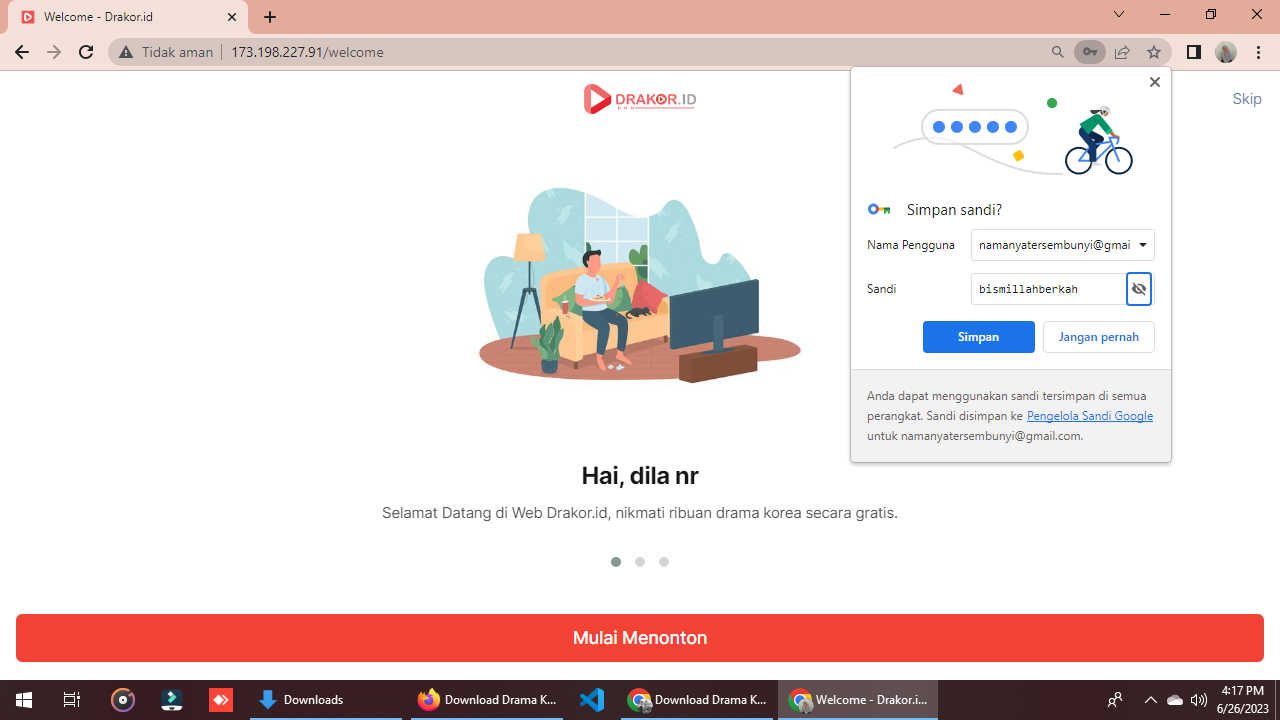 Welcome - Drakor.id
Tidak aman
173.198.227.91/welcome
DRAKOR.ID
Skip
Simpan sandi?
Nama Pengguna
namanyatersembunyi@gmai
Sandi
bismillahberkah
Simpan
Jangan pernah
Anda dapat menggunakan sandi tersimpan di semua
perangkat. Sandi disimpan ke Pengelola Sandi Google
untuk namanyatersembunyi@gmail.com.
Hai, dila nr
Selamat Datang di Web Drakor.id, nikmati ribuan drama korea secara gratis.
Mulai Menonton
Downloads
Download Drama K...
Download Drama K...
Welcome - Drakor.i...
4:17 PM
6/26/2023